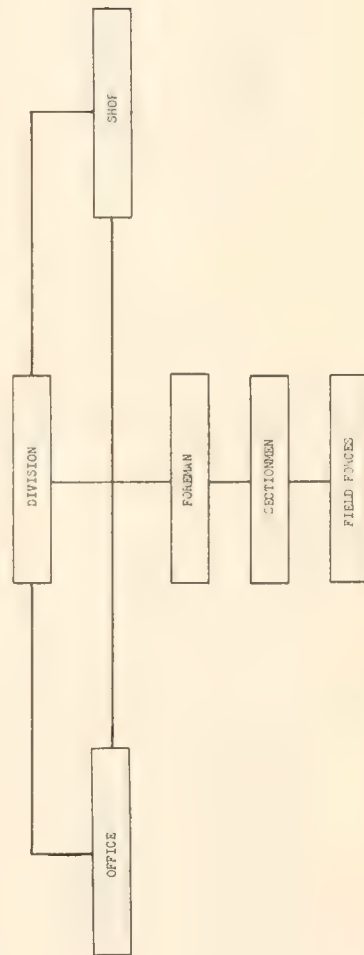 DIVISION
OFFICE
SHOP
FOREMAN
SECTIONMEN
FIELD FORCES